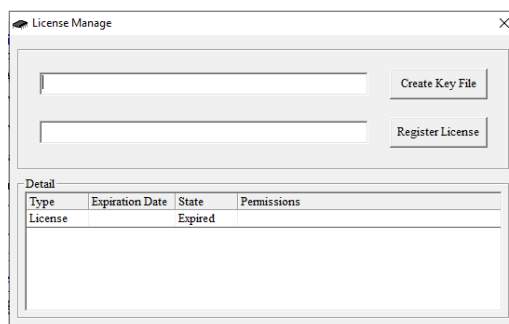 License Manage
Create Key File
Register License
Detail
Type Expiration Date State Permissions
License Expired